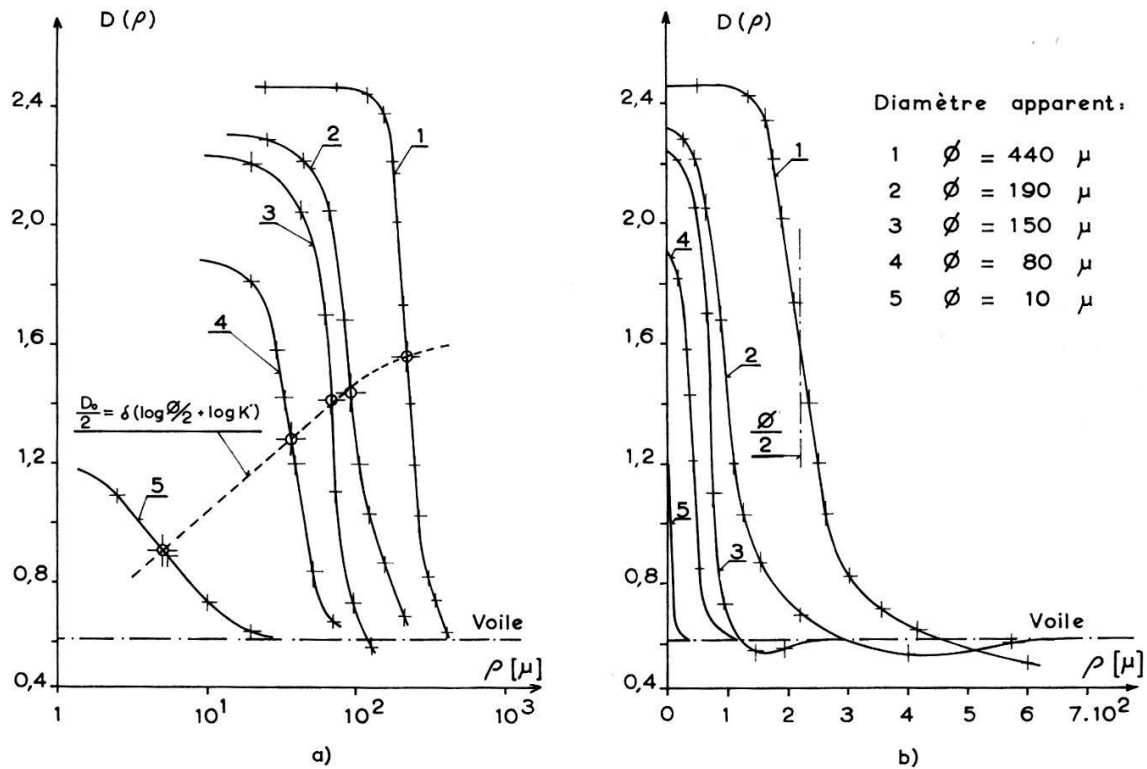 D (ρ)
2,4
2,0
1,6
1,2
0,8
0,4
1
10¹
10²
10³
1
2
3
4
5
D₀/2 = δ (log Ø/2 + log K')
Voile
ρ [μ]
a)
D (ρ)
2,4
2,0
1,6
1,2
0,8
0,4
0
1
2
3
4
5
6
7.10²
1
2
3
4
5
Ø/2
Voile
ρ [μ]
b)
Diamètre apparent:
1 Ø = 440 μ
2 Ø = 190 μ
3 Ø = 150 μ
4 Ø = 80 μ
5 Ø = 10 μ